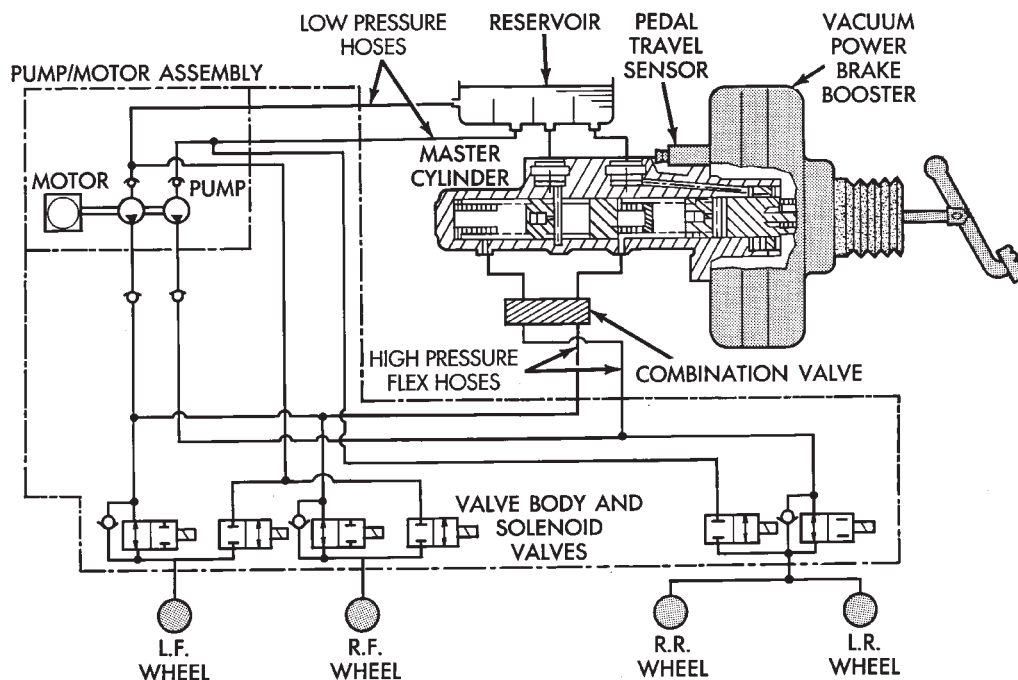 LOW PRESSURE
HOSES
RESERVOIR
PEDAL
TRAVEL
SENSOR
VACUUM
POWER
BRAKE
BOOSTER
PUMP/MOTOR ASSEMBLY
MASTER
CYLINDER
MOTOR
PUMP
HIGH PRESSURE
FLEX HOSES
COMBINATION VALVE
VALVE BODY AND
SOLENOID
VALVES
L.F.
WHEEL
R.F.
WHEEL
R.R.
WHEEL
L.R.
WHEEL